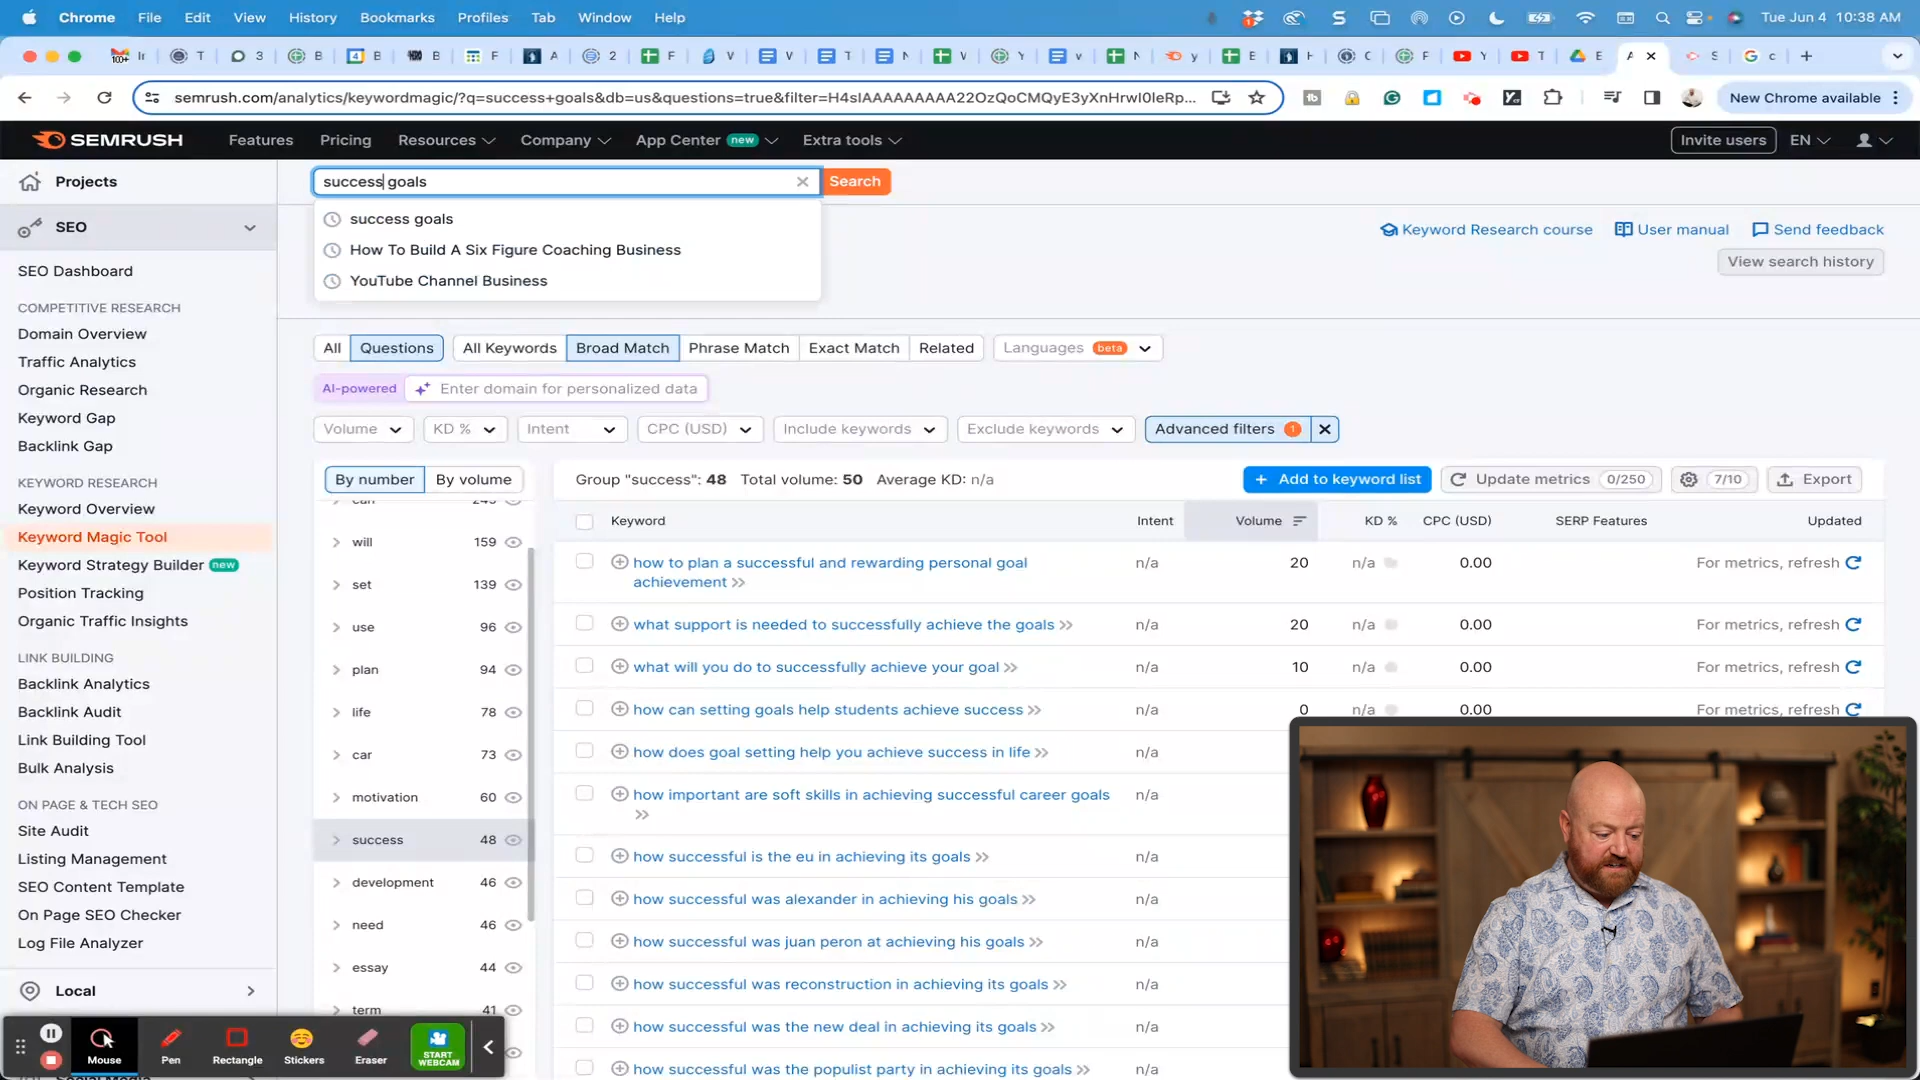 Chrome File Edit View History Bookmarks Profiles Tab Window Help Tue Jun 4 10:38 AM
semrush.com/analytics/keywordmagic/?q=success+goals&db=us&questions=true&filter=H4sIAAAAAAAA22OzQoCMQyE3yXnHrwI0leRp... New Chrome available
SEMRUSH Features Pricing Resources Company App Center new Extra tools Invite users EN
Projects
success goals Search
success goals
How To Build A Six Figure Coaching Business
YouTube Channel Business
Keyword Research course User manual Send feedback
View search history
SEO
SEO Dashboard
COMPETITIVE RESEARCH
Domain Overview
Traffic Analytics
Organic Research
Keyword Gap
Backlink Gap
KEYWORD RESEARCH
Keyword Overview
Keyword Magic Tool
Keyword Strategy Builder new
Position Tracking
Organic Traffic Insights
LINK BUILDING
Backlink Analytics
Backlink Audit
Link Building Tool
Bulk Analysis
ON PAGE & TECH SEO
Site Audit
Listing Management
SEO Content Template
On Page SEO Checker
Log File Analyzer
Local
All Questions All Keywords Broad Match Phrase Match Exact Match Related Languages beta
AI-powered Enter domain for personalized data
Volume KD % Intent CPC (USD) Include keywords Exclude keywords Advanced filters 1
By number By volume
will 159
set 139
use 96
plan 94
life 78
car 73
motivation 60
success 48
development 46
need 46
essay 44
term 41
Group "success": 48 Total volume: 50 Average KD: n/a + Add to keyword list Update metrics 0/250 7/10 Export
Keyword Intent Volume KD % CPC (USD) SERP Features Updated
how to plan a successful and rewarding personal goal n/a 20 n/a 0.00 For metrics, refresh
achievement
what support is needed to successfully achieve the goals n/a 20 n/a 0.00 For metrics, refresh
what will you do to successfully achieve your goal n/a 10 n/a 0.00 For metrics, refresh
how can setting goals help students achieve success n/a 0 n/a 0.00 For metrics, refresh
how does goal setting help you achieve success in life n/a
how important are soft skills in achieving successful career goals n/a
how successful is the eu in achieving its goals n/a
how successful was alexander in achieving his goals n/a
how successful was juan peron at achieving his goals n/a
how successful was reconstruction in achieving its goals n/a
how successful was the new deal in achieving its goals n/a
how successful was the populist party in achieving its goals n/a
Mouse Pen Rectangle Stickers Eraser START WEBCAM